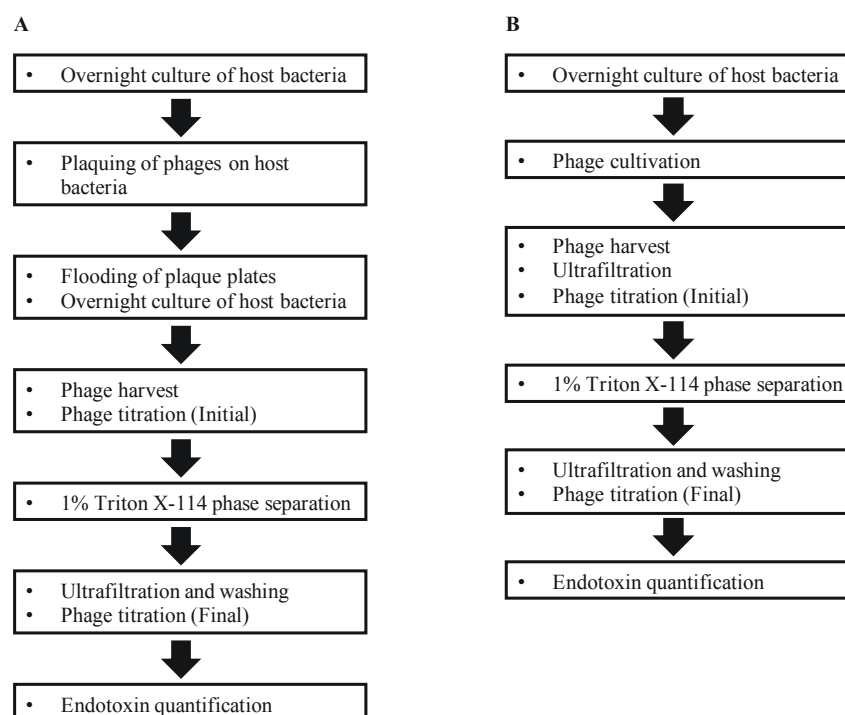 A
• Overnight culture of host bacteria
• Plaquing of phages on host
bacteria
• Flooding of plaque plates
• Overnight culture of host bacteria
• Phage harvest
• Phage titration (Initial)
• 1% Triton X-114 phase separation
• Ultrafiltration and washing
• Phage titration (Final)
• Endotoxin quantification
B
• Overnight culture of host bacteria
• Phage cultivation
• Phage harvest
• Ultrafiltration
• Phage titration (Initial)
• 1% Triton X-114 phase separation
• Ultrafiltration and washing
• Phage titration (Final)
• Endotoxin quantification